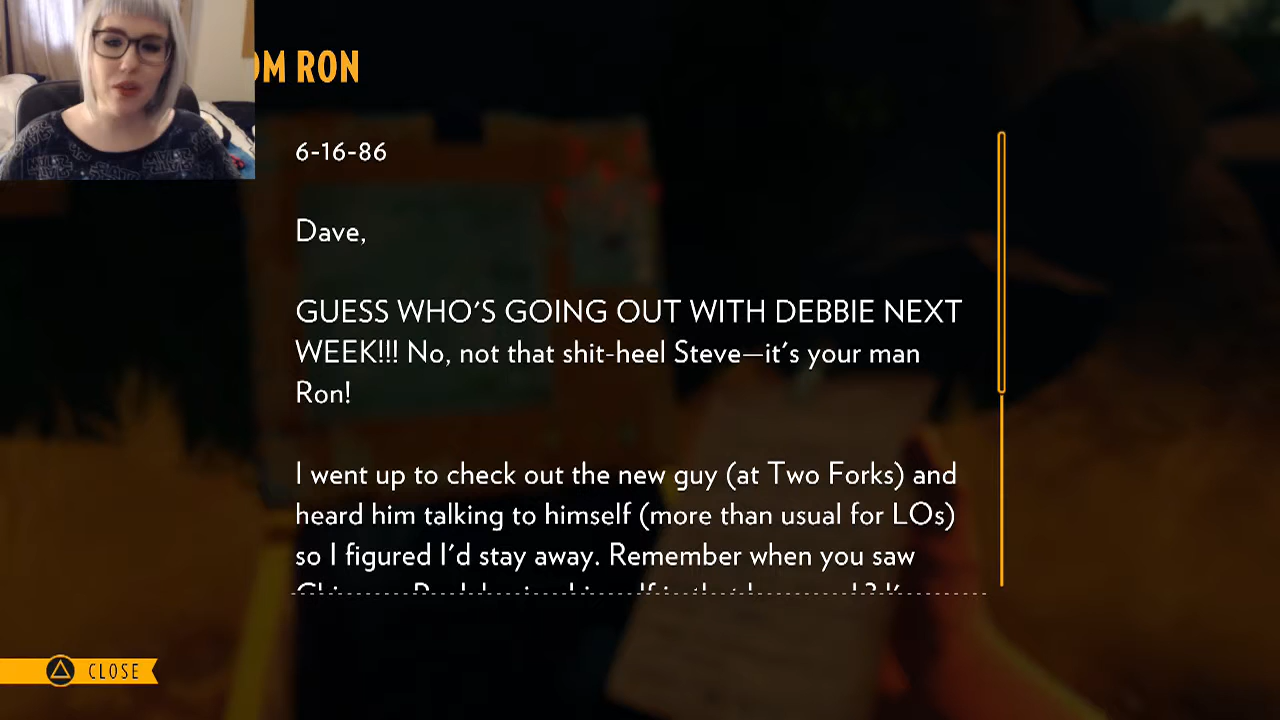 OM RON
6-16-86
Dave,
GUESS WHO'S GOING OUT WITH DEBBIE NEXT
WEEK!!! No, not that shit-heel Steve—it's your man
Ron!
I went up to check out the new guy (at Two Forks) and
heard him talking to himself (more than usual for LOs)
so I figured I'd stay away. Remember when you saw
CLOSE